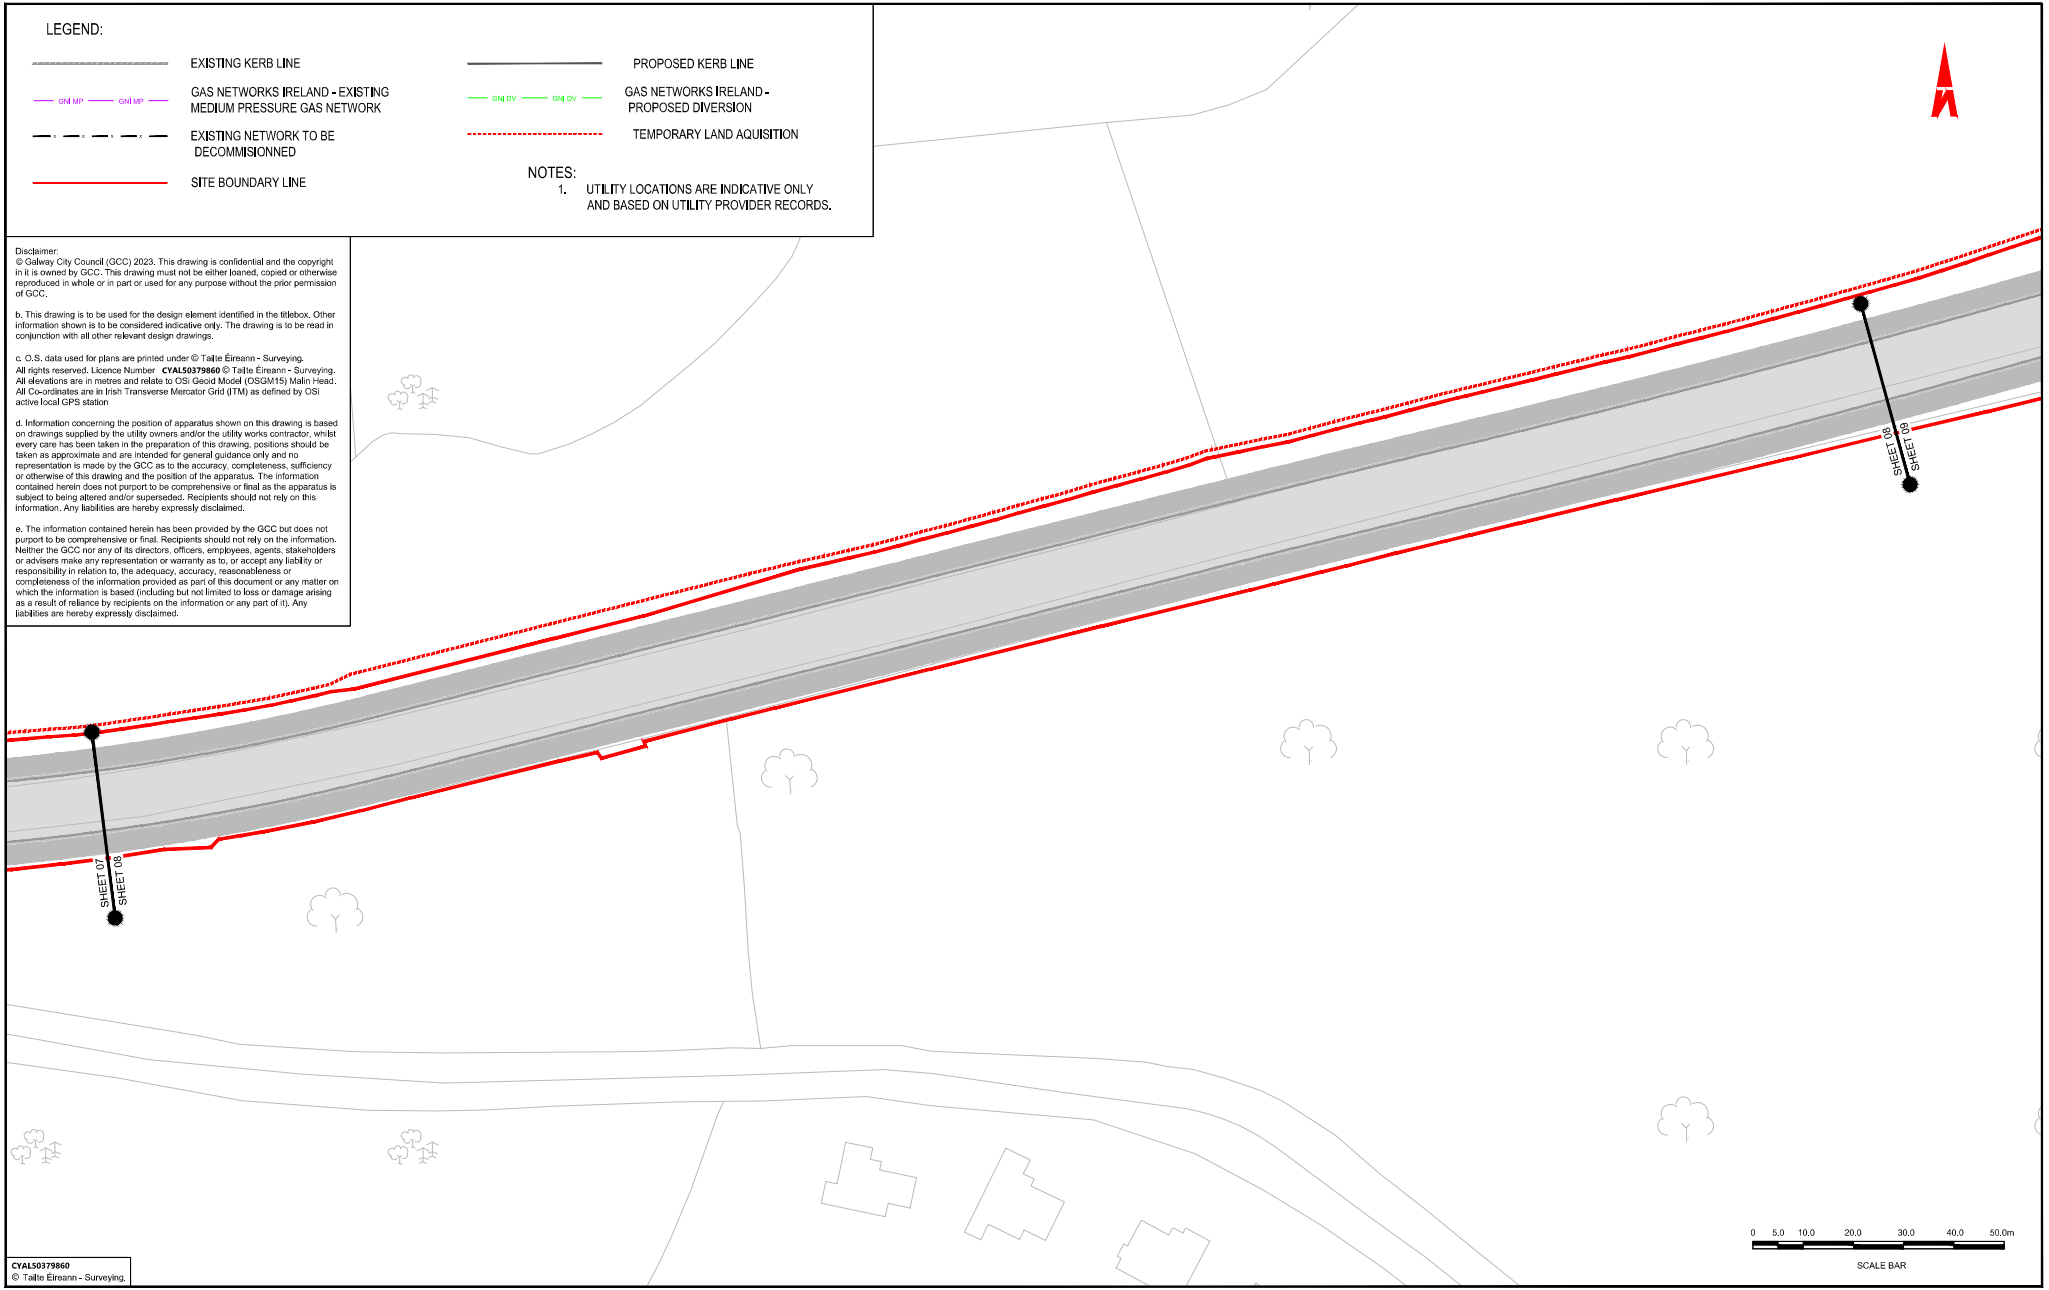 LEGEND:
EXISTING KERB LINE
GNI MP GNI MP
GAS NETWORKS IRELAND - EXISTING
MEDIUM PRESSURE GAS NETWORK
x x x x
EXISTING NETWORK TO BE
DECOMMISIONNED
SITE BOUNDARY LINE
PROPOSED KERB LINE
GNI DV GNI DV
GAS NETWORKS IRELAND -
PROPOSED DIVERSION
TEMPORARY LAND AQUISITION
NOTES:
1. UTILITY LOCATIONS ARE INDICATIVE ONLY
AND BASED ON UTILITY PROVIDER RECORDS.
Disclaimer:
© Galway City Council (GCC) 2023. This drawing is confidential and the copyright
in it is owned by GCC. This drawing must not be either loaned, copied or otherwise
reproduced in whole or in part or used for any purpose without the prior permission
of GCC.
b. This drawing is to be used for the design element identified in the titlebox. Other
information shown is to be considered indicative only. The drawing is to be read in
conjunction with all other relevant design drawings.
c. O.S. data used for plans are printed under © Tailte Éireann - Surveying.
All rights reserved. Licence Number CYAL50379860 © Tailte Éireann - Surveying.
All elevations are in metres and relate to OSi Geoid Model (OSGM15) Malin Head.
All Co-ordinates are in Irish Transverse Mercator Grid (ITM) as defined by OSi
active local GPS station
d. Information concerning the position of apparatus shown on this drawing is based
on drawings supplied by the utility owners and/or the utility works contractor, whilst
every care has been taken in the preparation of this drawing, positions should be
taken as approximate and are intended for general guidance only and no
representation is made by the GCC as to the accuracy, completeness, sufficiency
or otherwise of this drawing and the position of the apparatus. The information
contained herein does not purport to be comprehensive or final as the apparatus is
subject to being altered and/or superseded. Recipients should not rely on this
information. Any liabilities are hereby expressly disclaimed.
e. The information contained herein has been provided by the GCC but does not
purport to be comprehensive or final. Recipients should not rely on the information.
Neither the GCC nor any of its directors, officers, employees, agents, stakeholders
or advisers make any representation or warranty as to, or accept any liability or
responsibility in relation to, the adequacy, accuracy, reasonableness or
completeness of the information provided as part of this document or any matter on
which the information is based (including but not limited to loss or damage arising
as a result of reliance by recipients on the information or any part of it). Any
liabilities are hereby expressly disclaimed.
SHEET 08
SHEET 09
SHEET 07
SHEET 08
0 5.0 10.0 20.0 30.0 40.0 50.0m
SCALE BAR
CYAL50379860
© Tailte Éireann - Surveying.